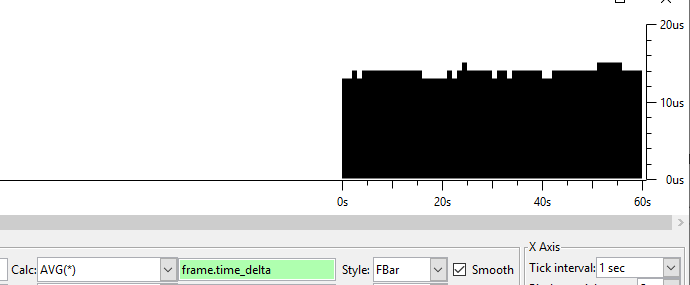 20us
10us
0us
0s 20s 40s 60s
X Axis
Calc: AVG(*) frame.time_delta Style: FBar Smooth Tick interval: 1 sec